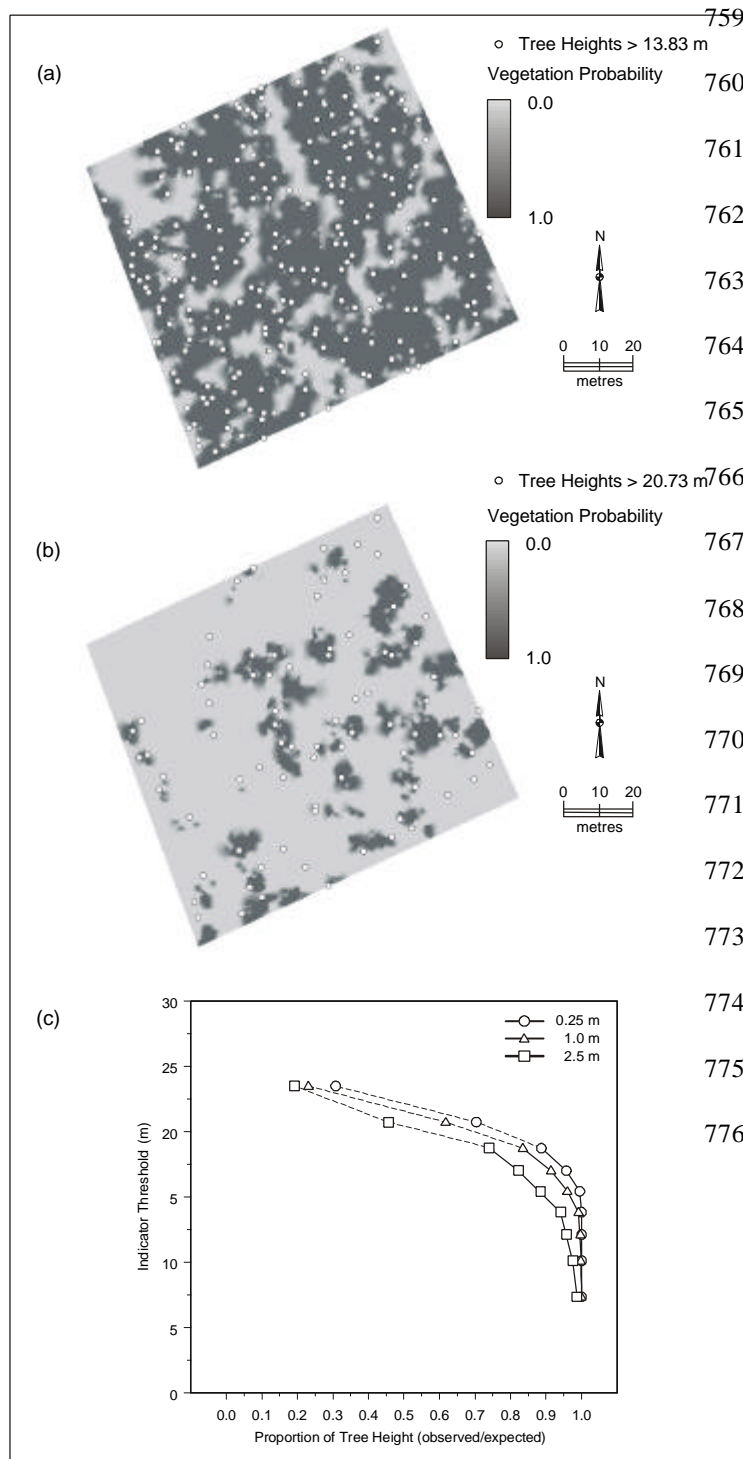 759
(a)
Tree Heights > 13.83 m
Vegetation Probability
760
0.0
761
1.0
762
N
763
0 10 20
metres
764
765
766
Tree Heights > 20.73 m
Vegetation Probability
(b)
767
0.0
768
1.0
769
N
770
0 10 20
metres
771
772
773
(c)
774
0.25 m
1.0 m
2.5 m
775
776
Indicator Threshold (m)
30
25
20
5
10
5
0
0.0 0.1 0.2 0.3 0.4 0.5 0.6 0.7 0.8 0.9 1.0
Proportion of Tree Height (observed/expected)